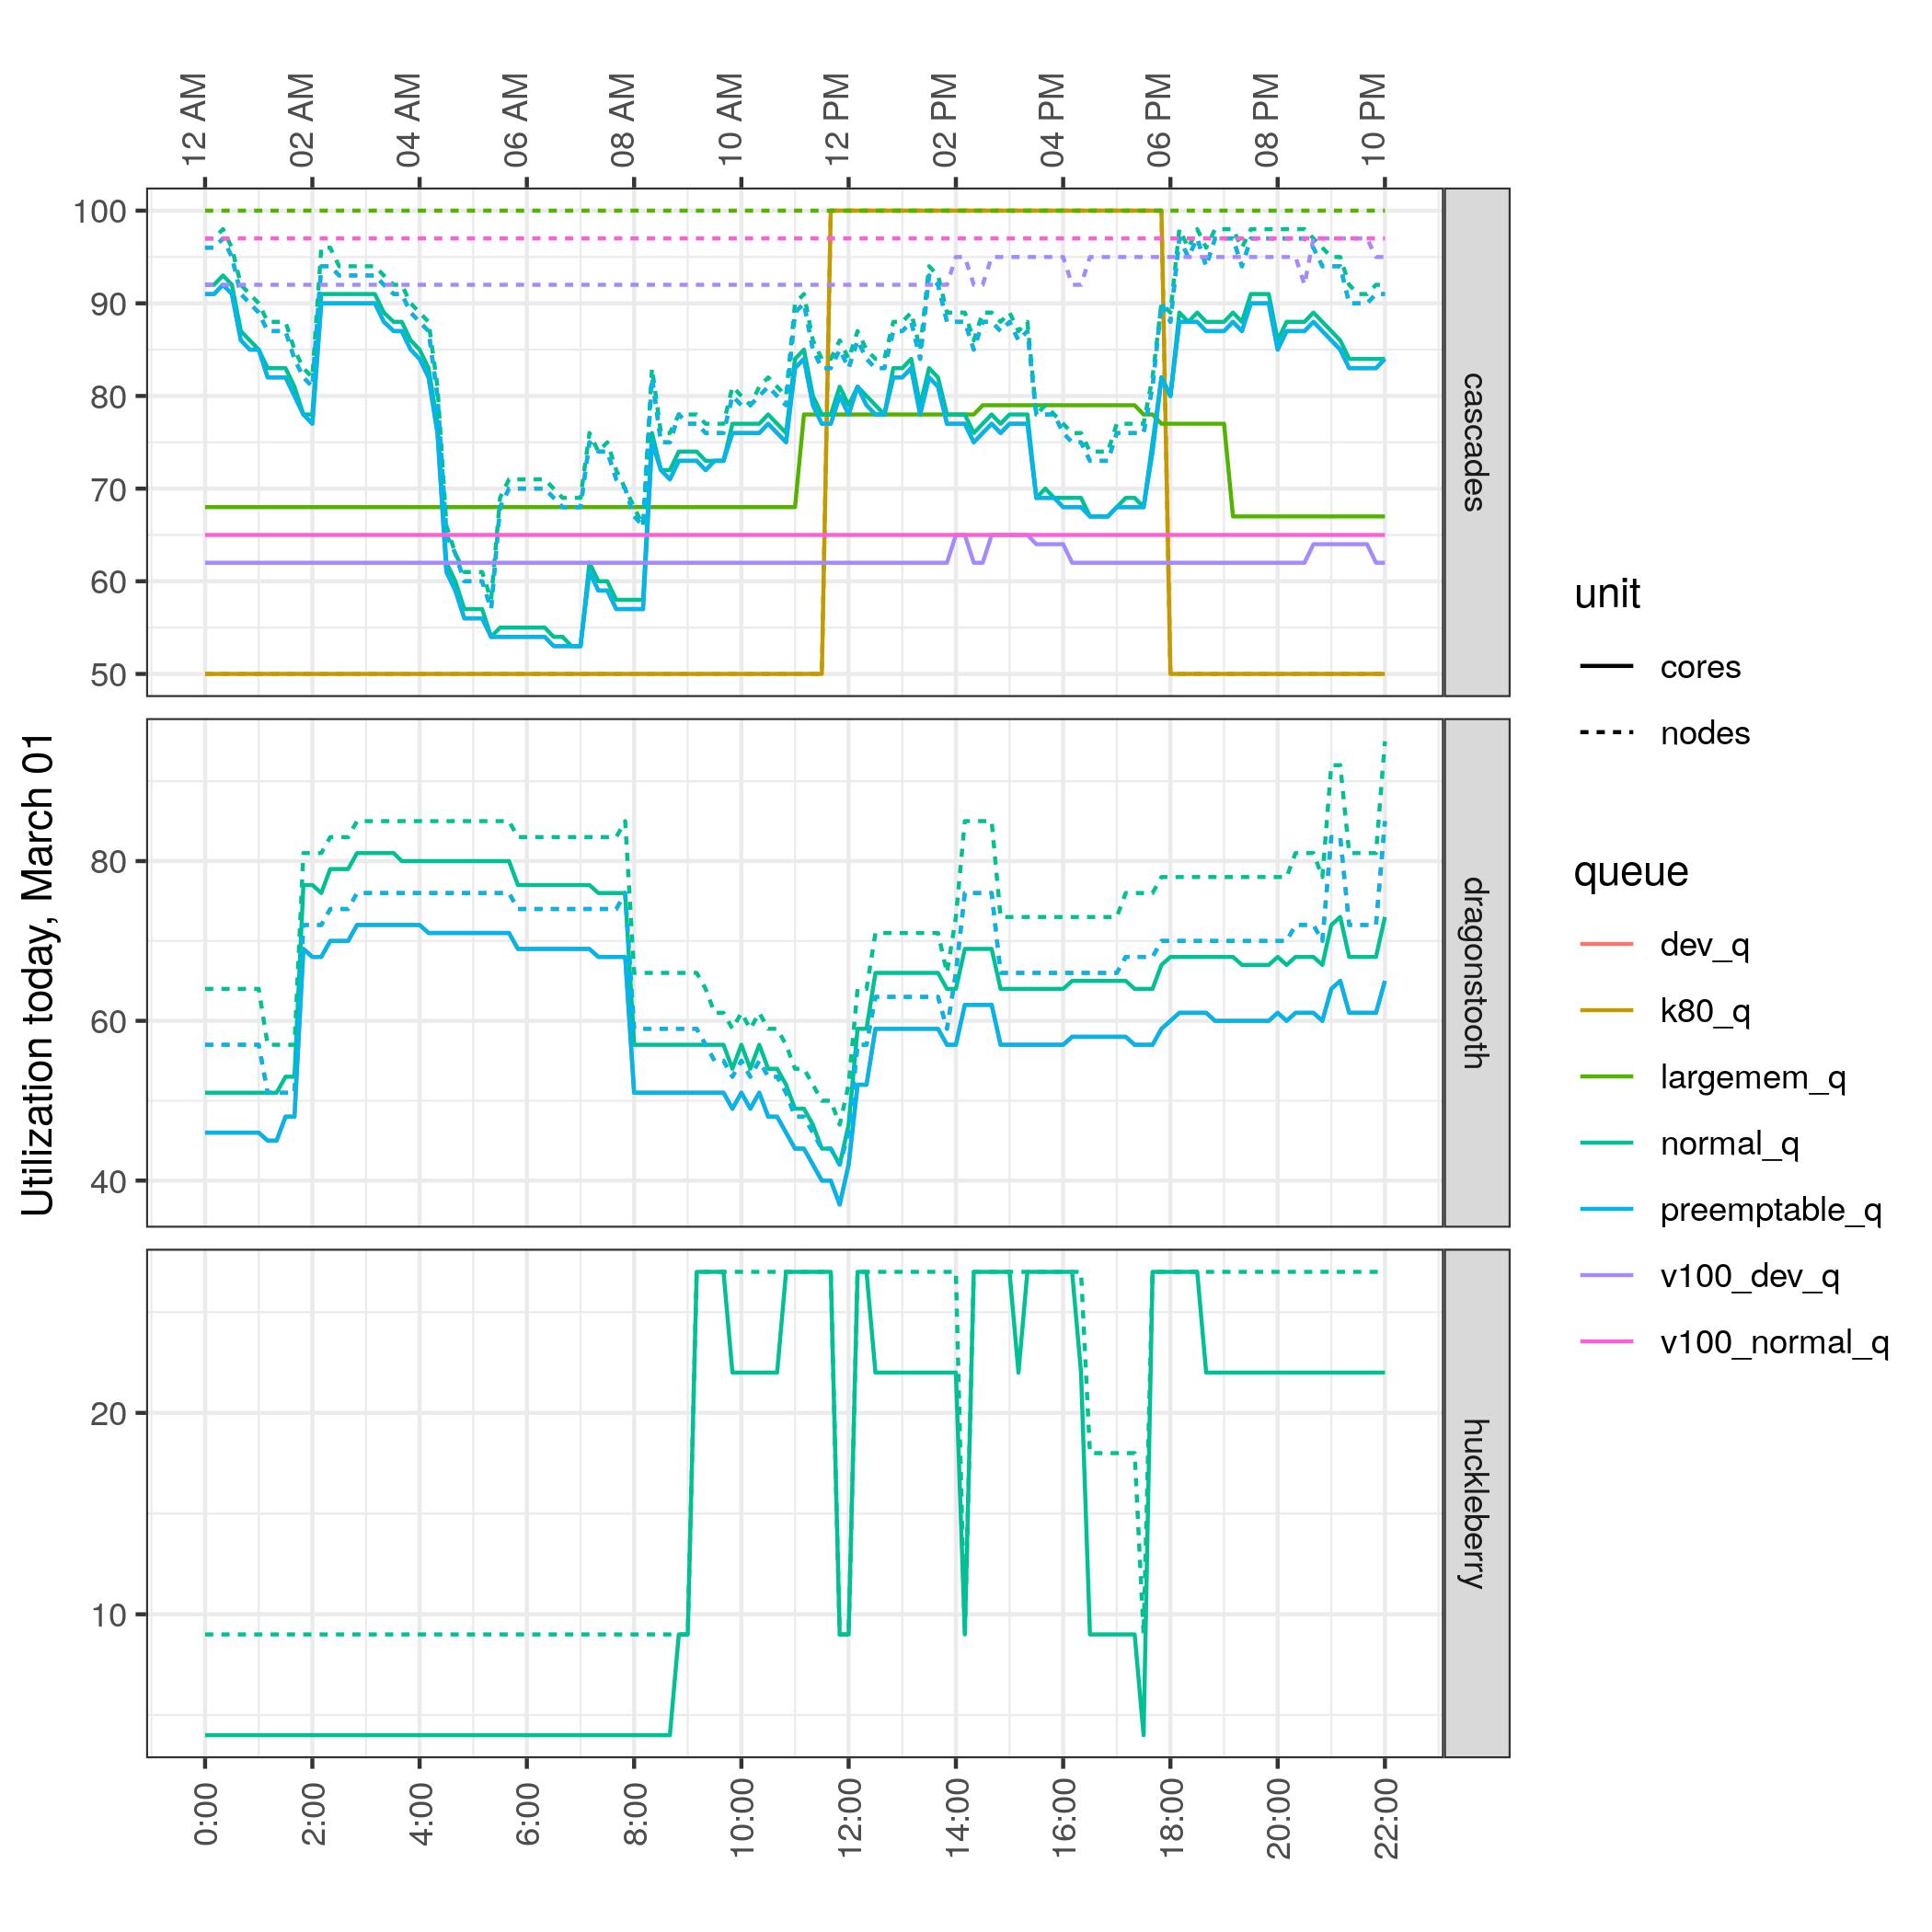 12 AM
02 AM
04 AM
06 AM
08 AM
10 AM
12 PM
02 PM
04 PM
06 PM
08 PM
10 PM
Utilization today, March 01
100
90
80
70
60
50
cascades
80
60
40
dragonstooth
20
10
huckleberry
0:00
2:00
4:00
6:00
8:00
10:00
12:00
14:00
16:00
18:00
20:00
22:00
unit
cores
nodes
queue
dev_q
k80_q
largemem_q
normal_q
preemptable_q
v100_dev_q
v100_normal_q